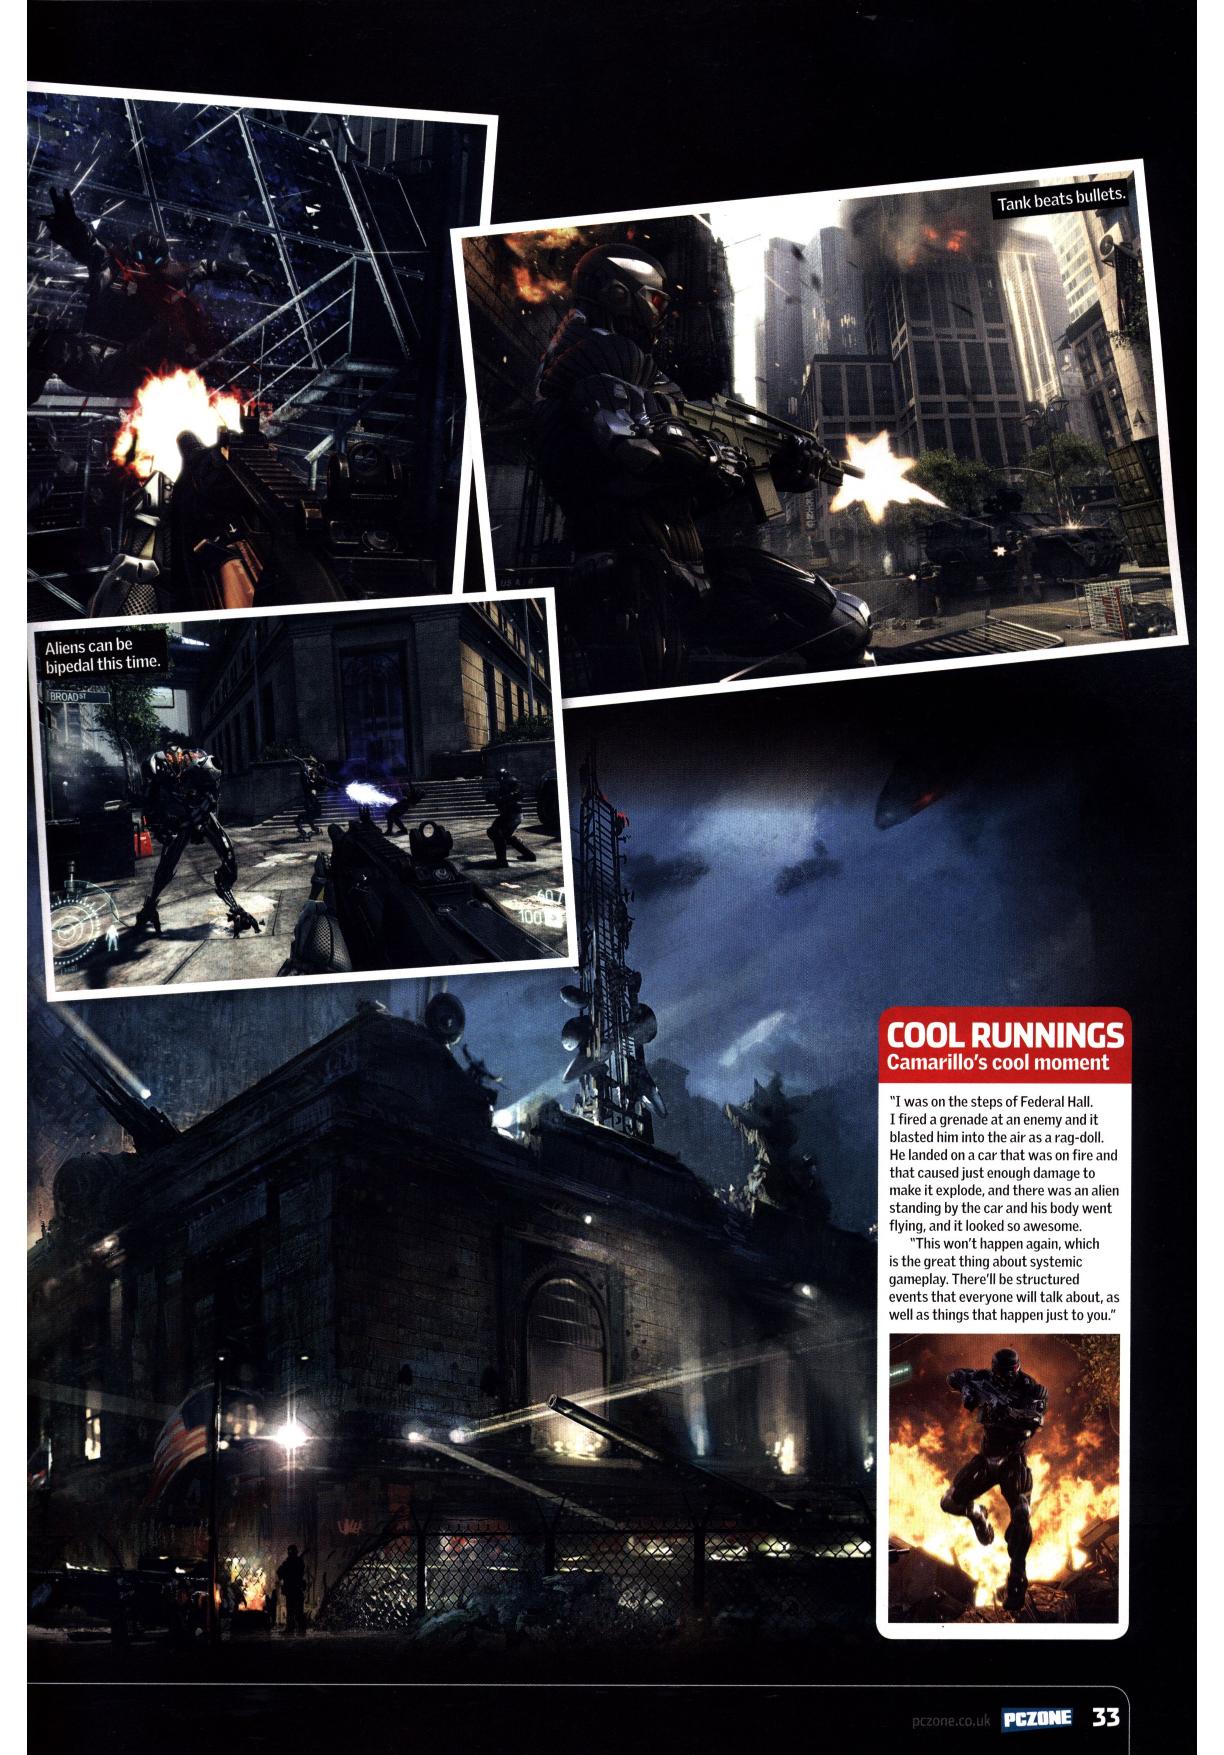 Tank beats bullets.
Aliens can be
bipedal this time.
BROAD ST
60/
100
COOL RUNNINGS
Camarillo's cool moment
"I was on the steps of Federal Hall.
I fired a grenade at an enemy and it
blasted him into the air as a rag-doll.
He landed on a car that was on fire and
that caused just enough damage to
make it explode, and there was an alien
standing by the car and his body went
flying, and it looked so awesome.
"This won't happen again, which
is the great thing about systemic
gameplay. There'll be structured
events that everyone will talk about, as
well as things that happen just to you."
pczone.co.uk PCZONE 33